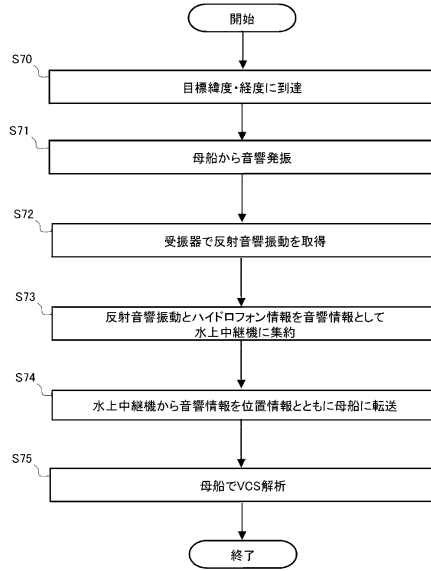 開始
S70
目標緯度・経度に到達
S71
母船から音響発振
S72
受振器で反射音響振動を取得
S73
反射音響振動とハイドロフォン情報を音響情報として
水上中継機に集約
S74
水上中継機から音響情報を位置情報とともに母船に転送
S75
母船でVCS解析
終了